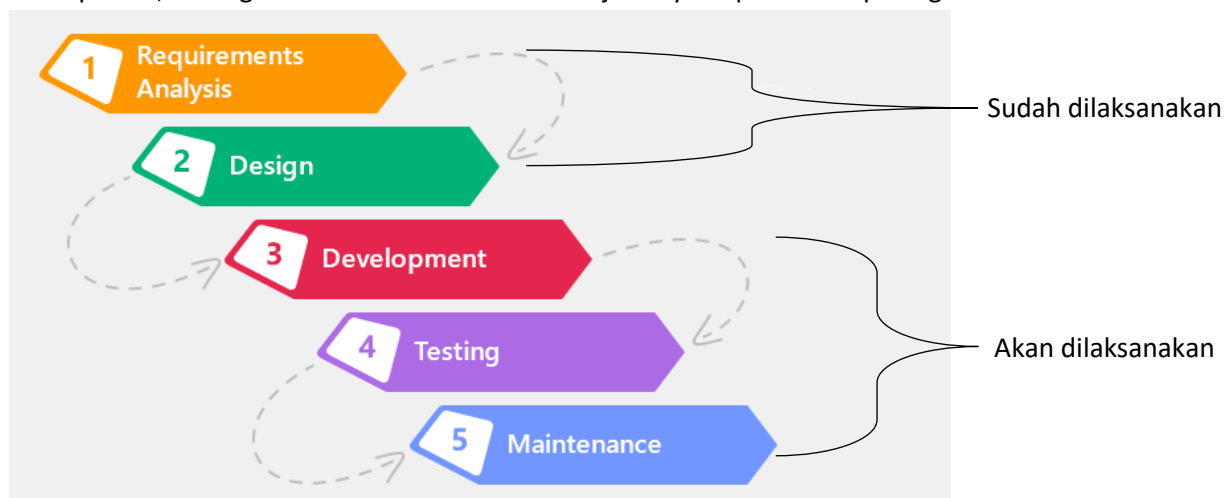 1
Requirements
Analysis
2
Design
Sudah dilaksanakan
3
Development
4
Testing
Akan dilaksanakan
5
Maintenance